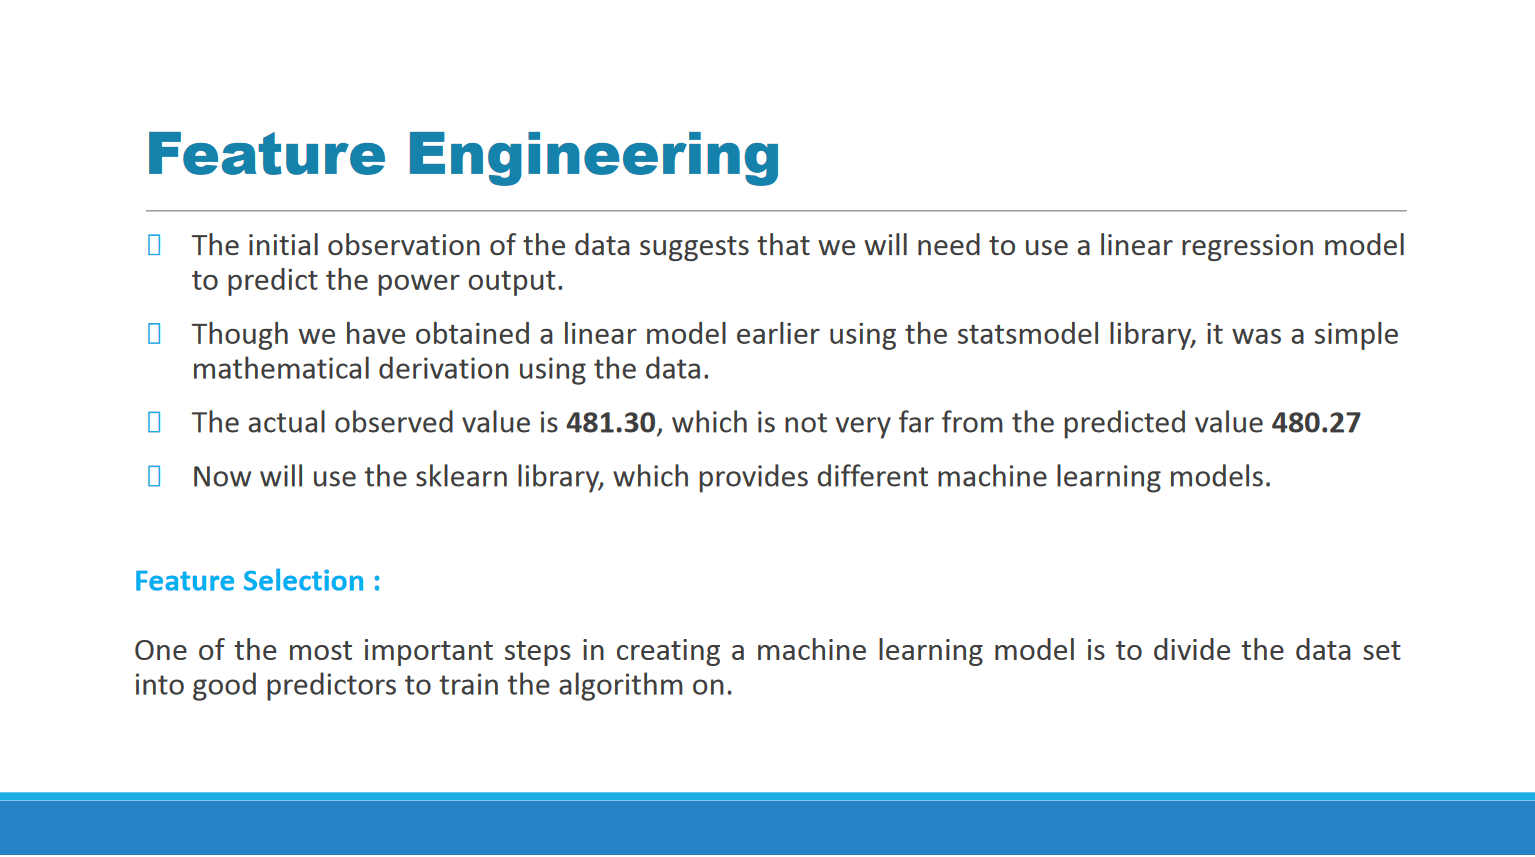 Feature Engineering
The initial observation of the data suggests that we will need to use a linear regression model
to predict the power output.
Though we have obtained a linear model earlier using the statsmodel library, it was a simple
mathematical derivation using the data.
The actual observed value is 481.30, which is not very far from the predicted value 480.27
Now will use the sklearn library, which provides different machine learning models.
Feature Selection :
One of the most important steps in creating a machine learning model is to divide the data set
into good predictors to train the algorithm on.